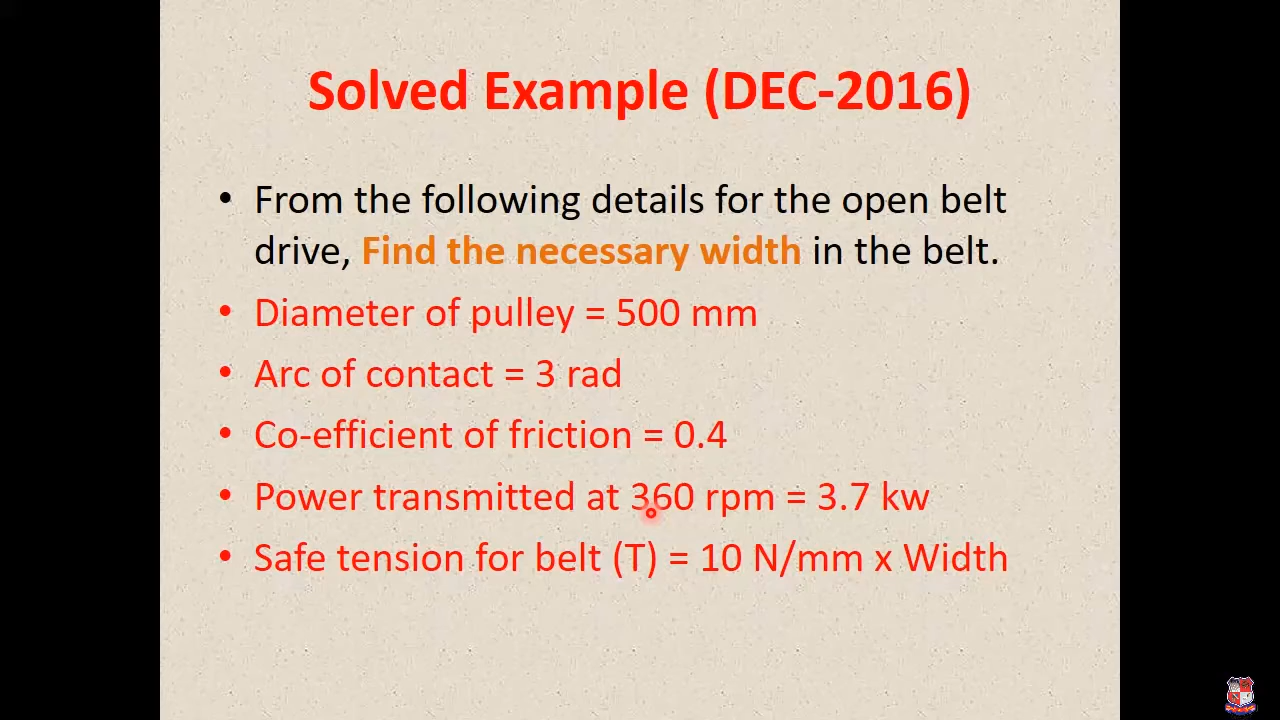 Solved Example (DEC-2016)
• From the following details for the open belt
drive, Find the necessary width in the belt.
• Diameter of pulley = 500 mm
• Arc of contact = 3 rad
• Co-efficient of friction = 0.4
• Power transmitted at 360 rpm = 3.7 kw
• Safe tension for belt (T) = 10 N/mm x Width